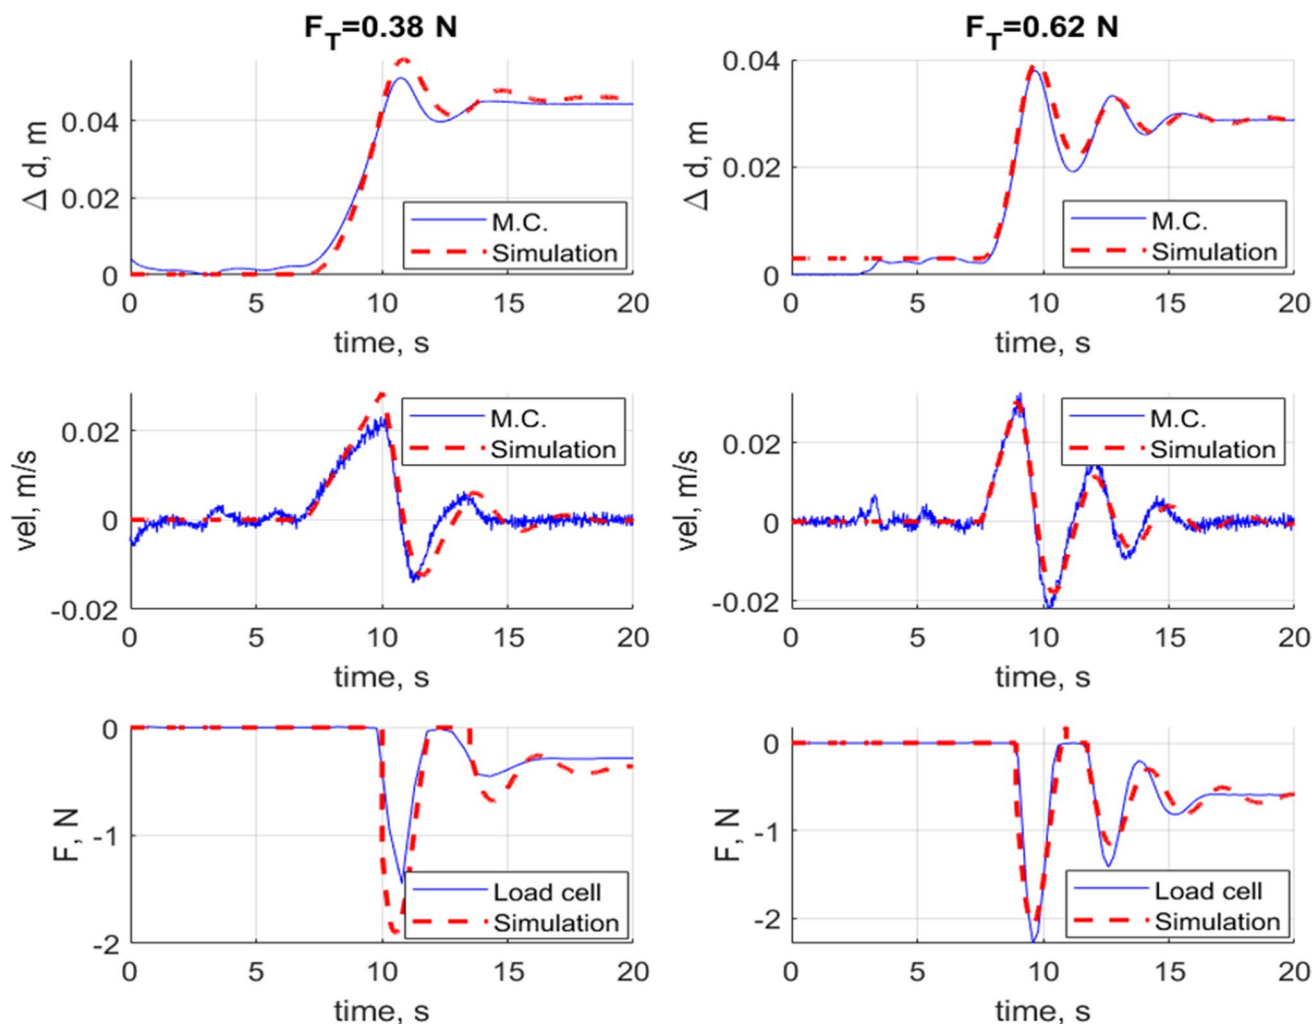 F_T=0.38 N
Δ d, m
0.04
0.02
0
M.C.
Simulation
0 5 10 15 20
time, s
F_T=0.62 N
Δ d, m
0.04
0.02
0
M.C.
Simulation
0 5 10 15 20
time, s
vel, m/s
0.02
0
-0.02
M.C.
Simulation
0 5 10 15 20
time, s
vel, m/s
0.02
0
-0.02
M.C.
Simulation
0 5 10 15 20
time, s
F, N
0
-1
-2
Load cell
Simulation
0 5 10 15 20
time, s
F, N
0
-1
-2
Load cell
Simulation
0 5 10 15 20
time, s